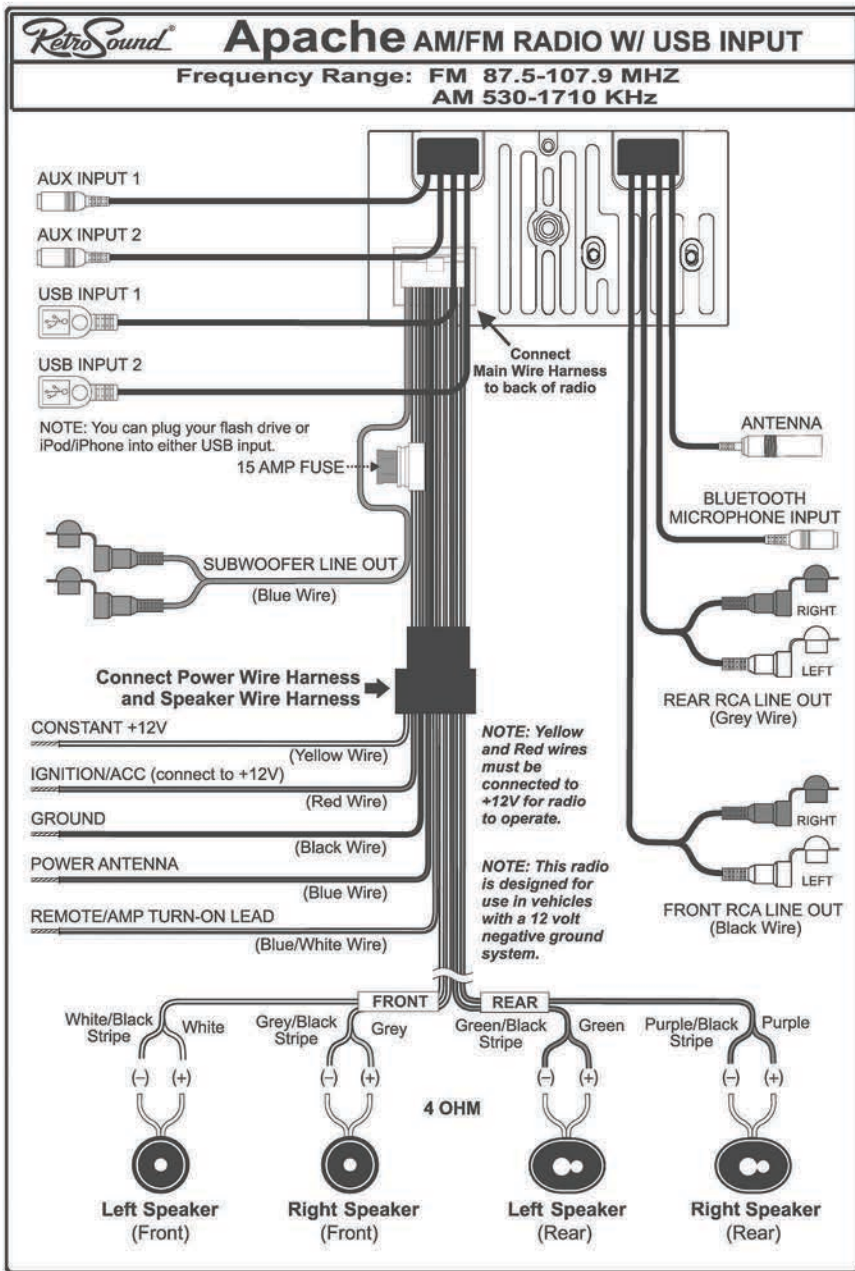 RetroSound® Apache AM/FM RADIO W/ USB INPUT
Frequency Range: FM 87.5-107.9 MHZ
AM 530-1710 KHz
AUX INPUT 1
AUX INPUT 2
USB INPUT 1
USB INPUT 2
NOTE: You can plug your flash drive or
iPod/iPhone into either USB input.
Connect
Main Wire Harness
to back of radio
15 AMP FUSE
SUBWOOFER LINE OUT
(Blue Wire)
ANTENNA
BLUETOOTH
MICROPHONE INPUT
RIGHT
LEFT
REAR RCA LINE OUT
(Grey Wire)
RIGHT
LEFT
FRONT RCA LINE OUT
(Black Wire)
Connect Power Wire Harness
and Speaker Wire Harness
CONSTANT +12V
(Yellow Wire)
IGNITION/ACC (connect to +12V)
(Red Wire)
GROUND
(Black Wire)
POWER ANTENNA
(Blue Wire)
REMOTE/AMP TURN-ON LEAD
(Blue/White Wire)
NOTE: Yellow
and Red wires
must be
connected to
+12V for radio
to operate.
NOTE: This radio
is designed for
use in vehicles
with a 12 volt
negative ground
system.
FRONT
REAR
White/Black
Stripe
White
Grey/Black
Stripe
Grey
Green/Black
Stripe
Green
Purple/Black
Stripe
Purple
(-) (+) (-) (+) (-) (+) (-) (+)
4 OHM
Left Speaker
(Front)
Right Speaker
(Front)
Left Speaker
(Rear)
Right Speaker
(Rear)